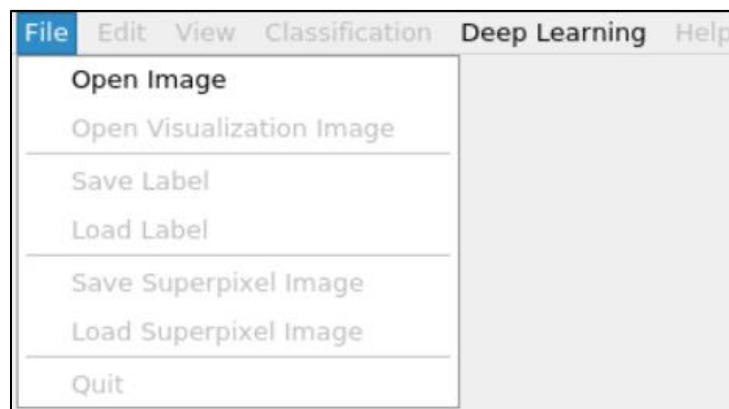 File Edit View Classification Deep Learning Help
Open Image
Open Visualization Image
Save Label
Load Label
Save Superpixel Image
Load Superpixel Image
Quit